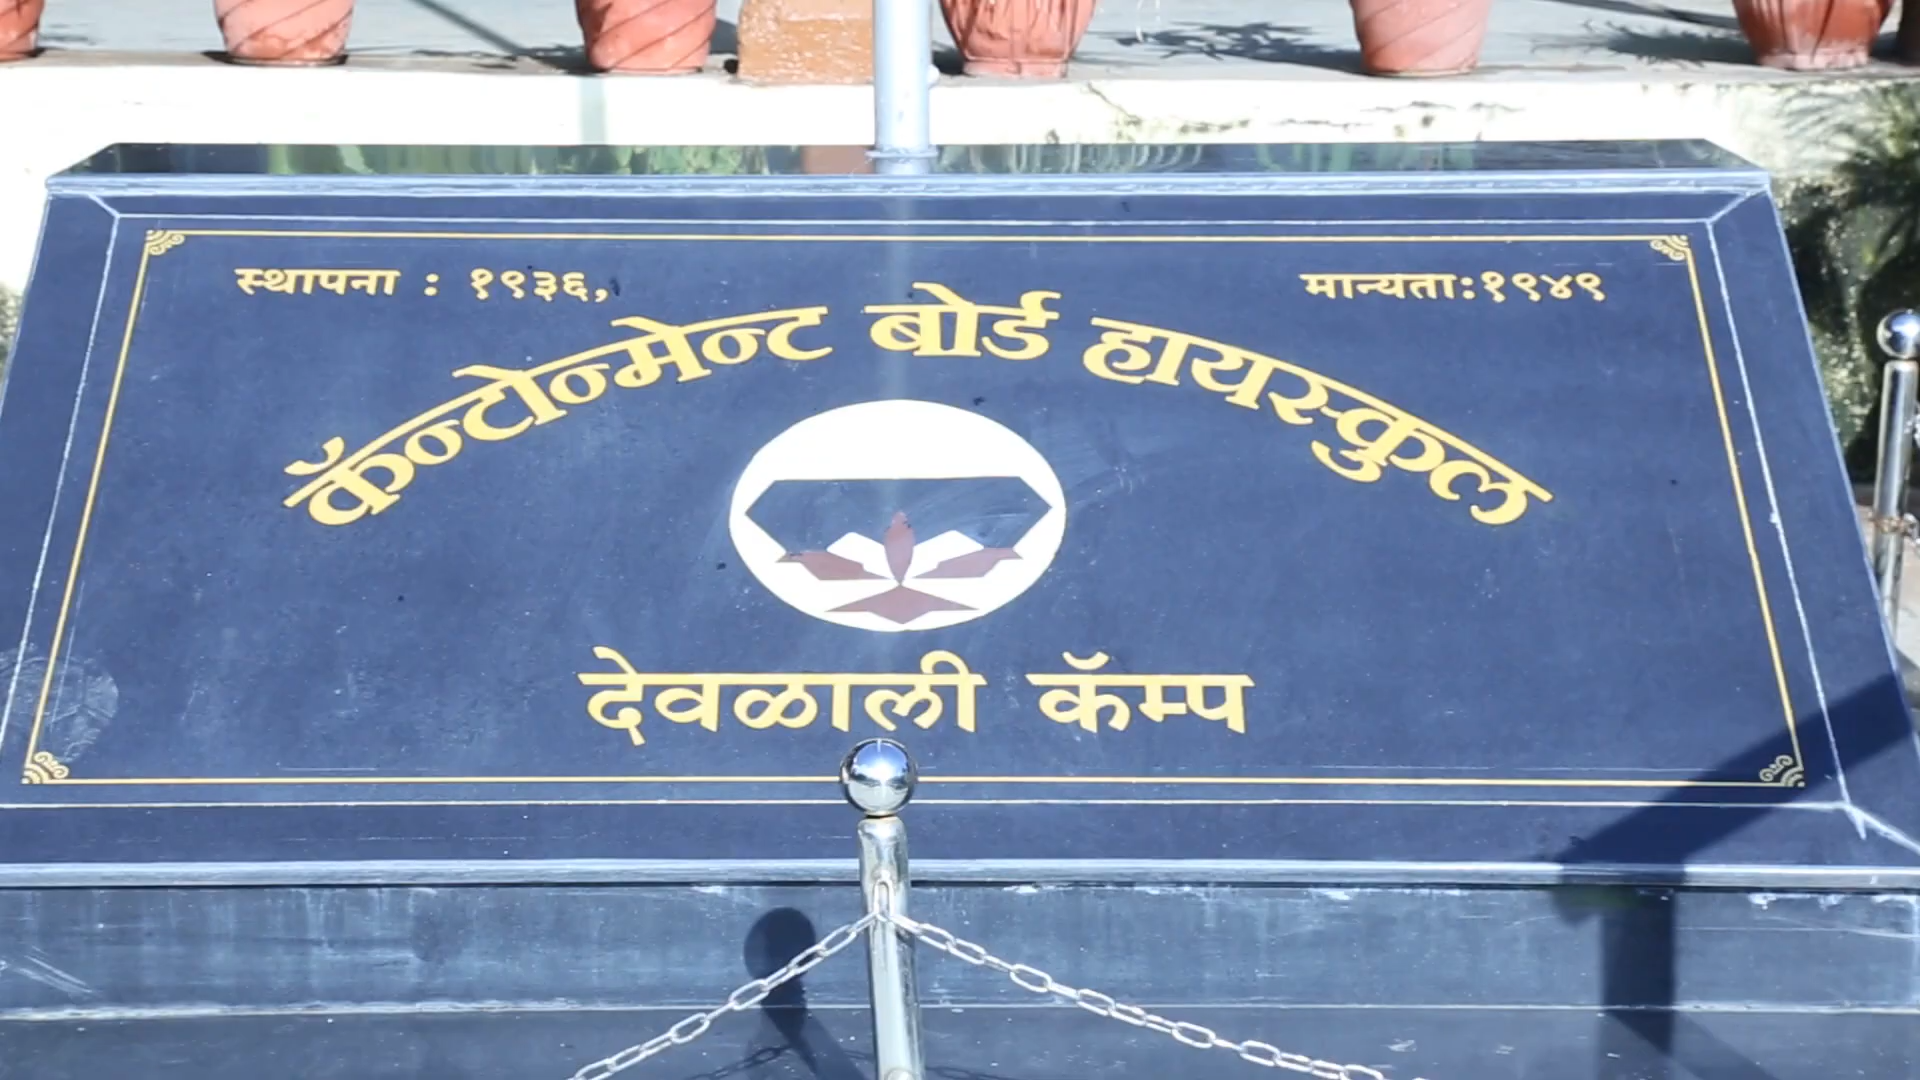 स्थापना : १९३६, मान्यता:१९४९
कॅन्टोन्मेन्ट बोर्ड हायस्कुल
देवळाली कॅम्प